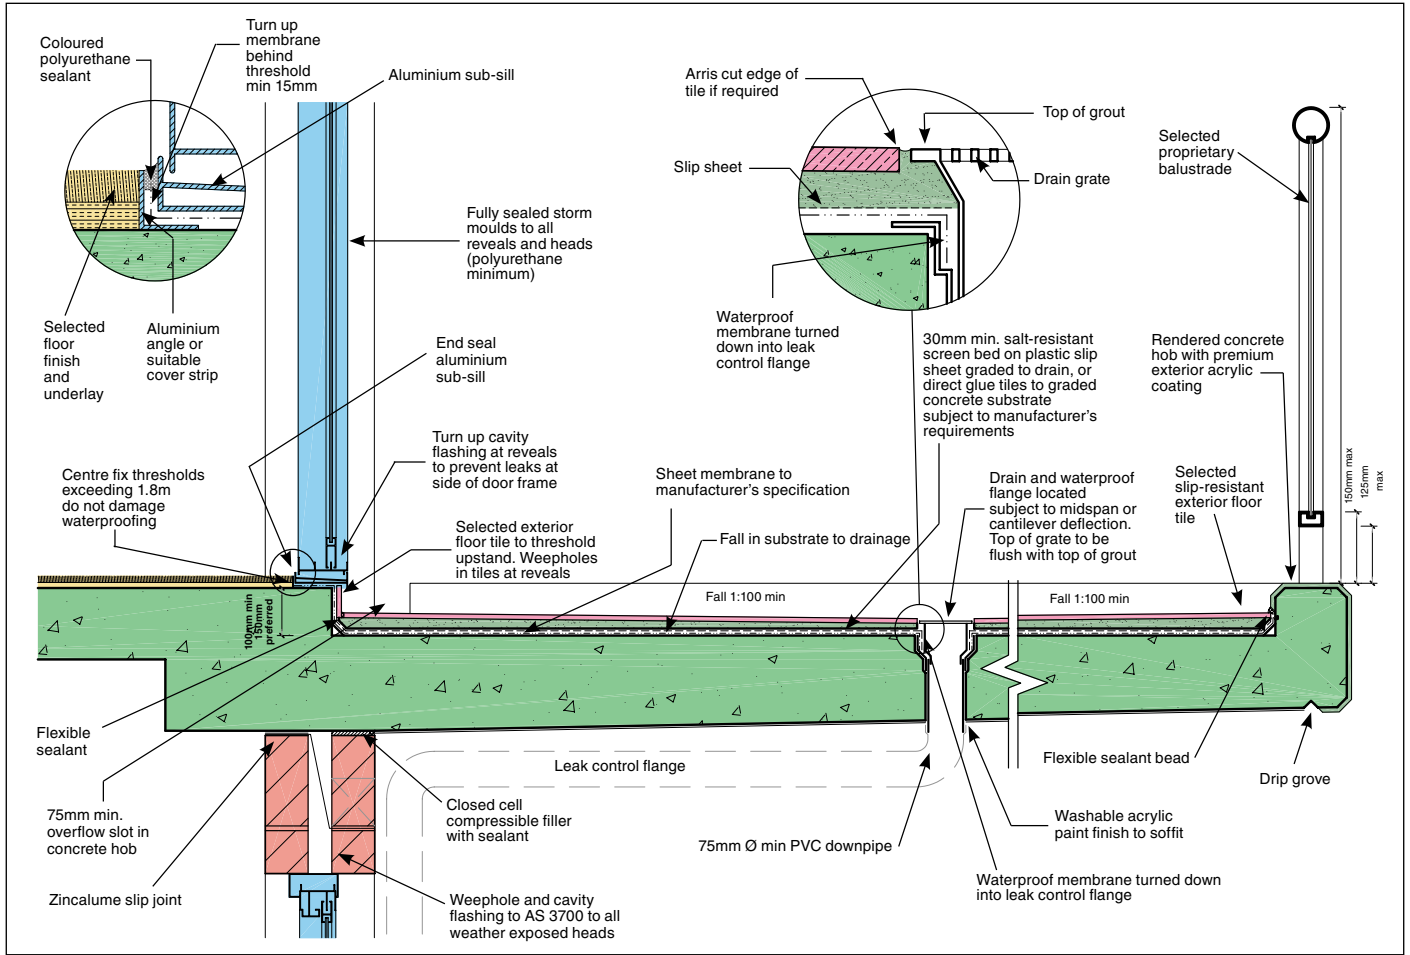 Coloured
polyurethane
sealant
Turn up
membrane
behind
threshold
min 15mm
Aluminium sub-sill
Selected
floor
finish
and
underlay
Aluminium
angle or
suitable
cover strip
Fully sealed storm
moulds to all
reveals and heads
(polyurethane
minimum)
End seal
aluminium
sub-sill
Arris cut edge of
tile if required
Top of grout
Slip sheet
Drain grate
Waterproof
membrane turned
down into leak
control flange
30mm min. salt-resistant
screen bed on plastic slip
sheet graded to drain, or
direct glue tiles to graded
concrete substrate
subject to manufacturer's
requirements
Selected
proprietary
balustrade
Rendered concrete
hob with premium
exterior acrylic
coating
Centre fix thresholds
exceeding 1.8m
do not damage
waterproofing
Turn up cavity
flashing at reveals
to prevent leaks at
side of door frame
Selected exterior
floor tile to threshold
upstand. Weepholes
in tiles at reveals
Sheet membrane to
manufacturer's specification
Fall in substrate to drainage
Drain and waterproof
flange located
subject to midspan or
cantilever deflection.
Top of grate to be
flush with top of grout
Selected
slip-resistant
exterior floor
tile
150mm max
125mm
max
100mm min
150mm
preferred
Fall 1:100 min
Fall 1:100 min
Flexible
sealant
75mm min.
overflow slot in
concrete hob
Zincalume slip joint
Leak control flange
Closed cell
compressible filler
with sealant
Weephole and cavity
flashing to AS 3700 to all
weather exposed heads
75mm Ø min PVC downpipe
Waterproof membrane turned down
into leak control flange
Washable acrylic
paint finish to soffit
Flexible sealant bead
Drip grove